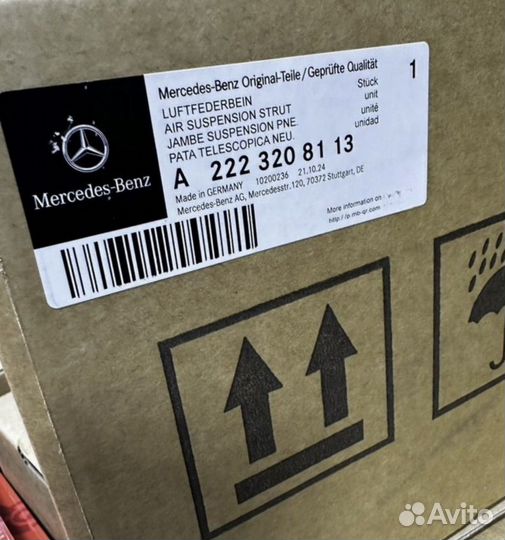 Mercedes-Benz Original-Teile/Geprüfte Qualität
LUFTFEDERBEIN Stück 1
AIR SUSPENSION STRUT unit
JAMBE SUSPENSION PNE. unité
PATA TELESCOPICA NEU. unidad
A 222 320 81 13
Made in GERMANY 10200236 21.10.24
Mercedes-Benz AG, Mercedesstr.120, 70372 Stuttgart, DE
More information on
http://p.mb-qr.com
Mercedes-Benz
Avito